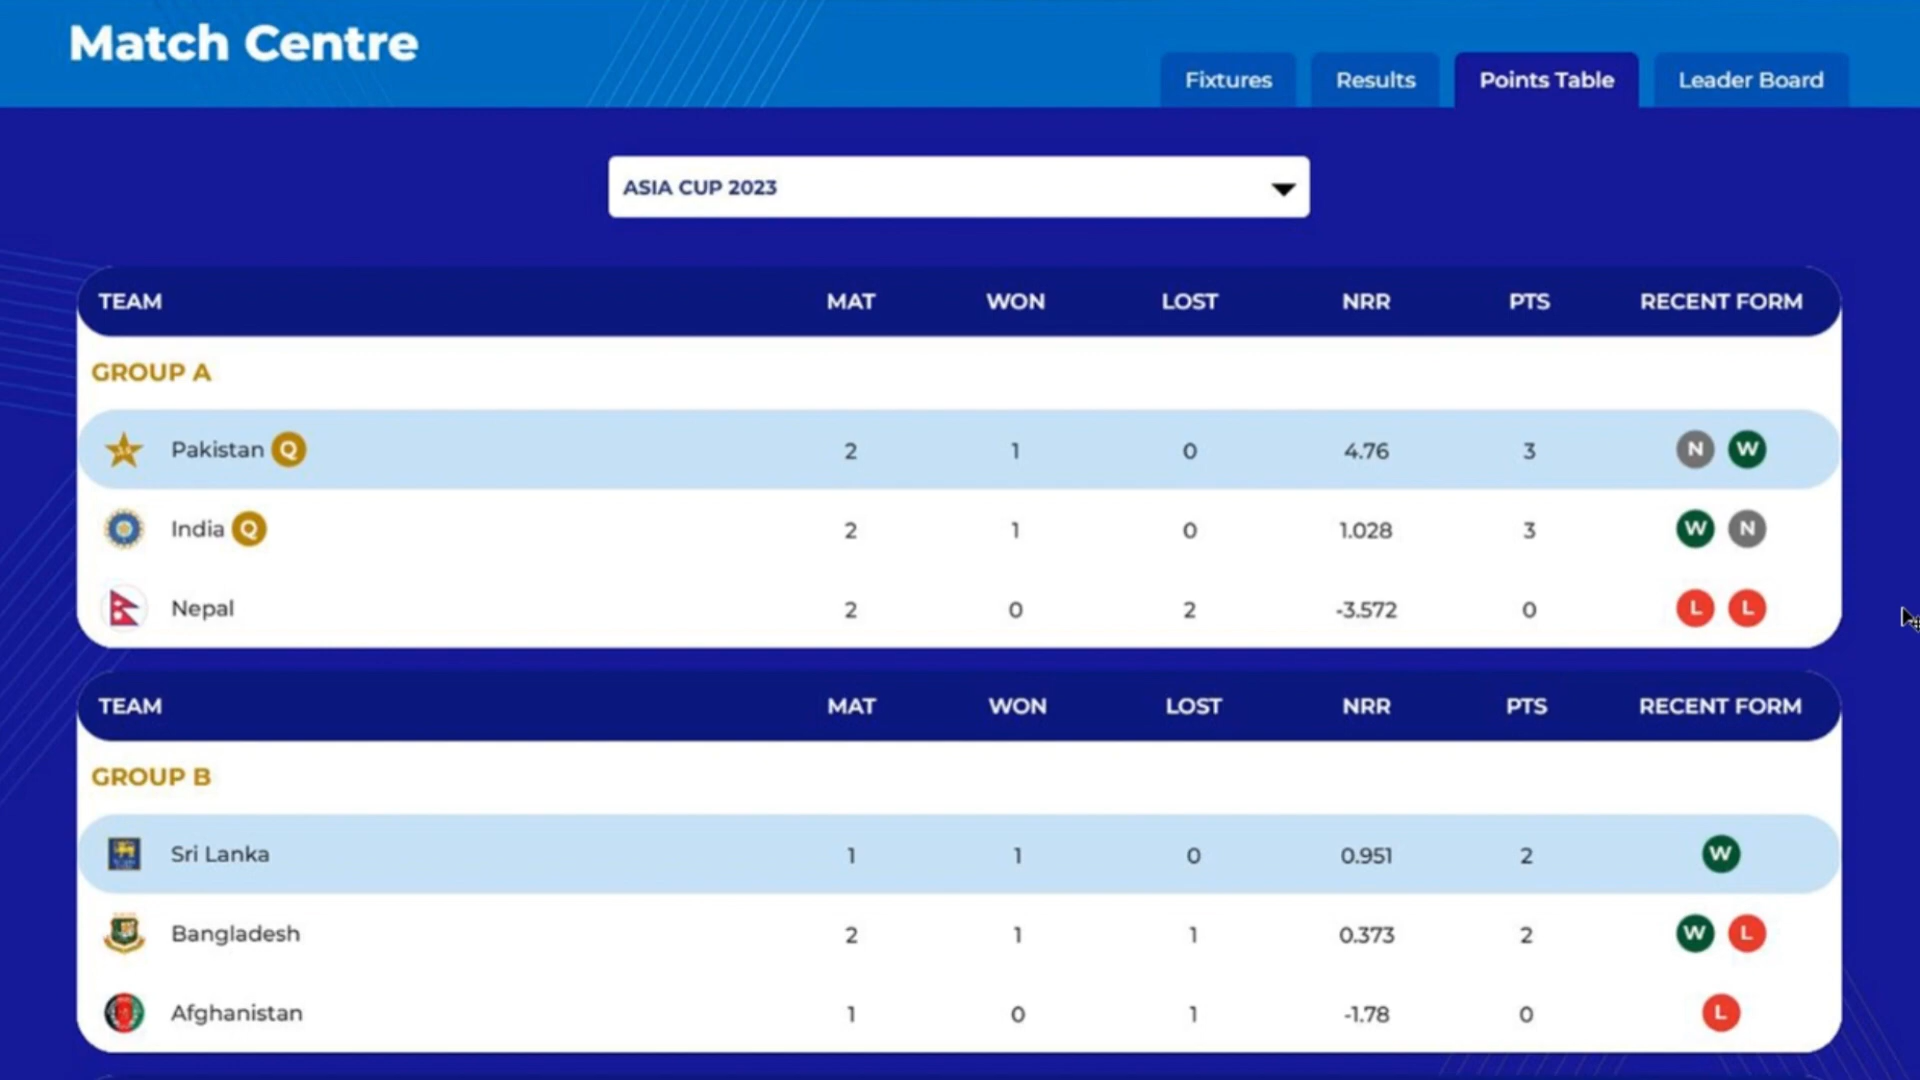 Match Centre
Fixtures Results Points Table Leader Board
ASIA CUP 2023
TEAM MAT WON LOST NRR PTS RECENT FORM
GROUP A
Pakistan Q 2 1 0 4.76 3 N W
India Q 2 1 0 1.028 3 W N
Nepal 2 0 2 -3.572 0 L L
TEAM MAT WON LOST NRR PTS RECENT FORM
GROUP B
Sri Lanka 1 1 0 0.951 2 W
Bangladesh 2 1 1 0.373 2 W L
Afghanistan 1 0 1 -1.78 0 L